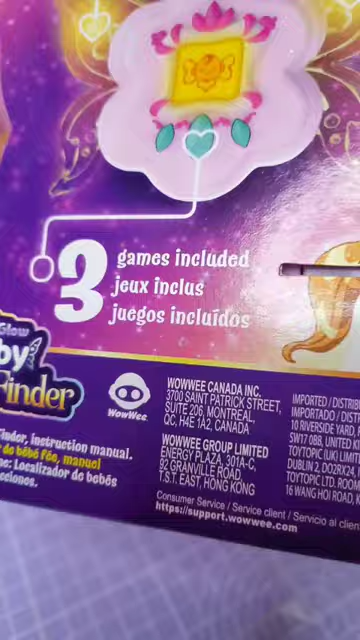 3
games included
jeux inclus
juegos incluidos
Glow
by
Finder
WowWee
Finder, instruction manual.
de bebé fée, manuel
Localizador de bebés
WOWWEE CANADA INC.
3700 SAINT PATRICK STREET,
SUITE 206, MONTREAL,
QC, H4E 1A2, CANADA
WOWWEE GROUP LIMITED
ENERGY PLAZA, 301A-C,
92 GRANVILLE ROAD,
T.S.T. EAST, HONG KONG
Consumer Service / Service client / Servicio al clien
https://support.wowwee.com
IMPORTED / DISTRIB
IMPORTADO / DIST
10 RIVERSIDE YARD,
SW17 0BB, UNITED
TOYTOPIC (UK) LIMIT
DUBLIN 2, D02RX24
TOYTOPIC LTD. ROOM
16 WANG HOI ROAD,